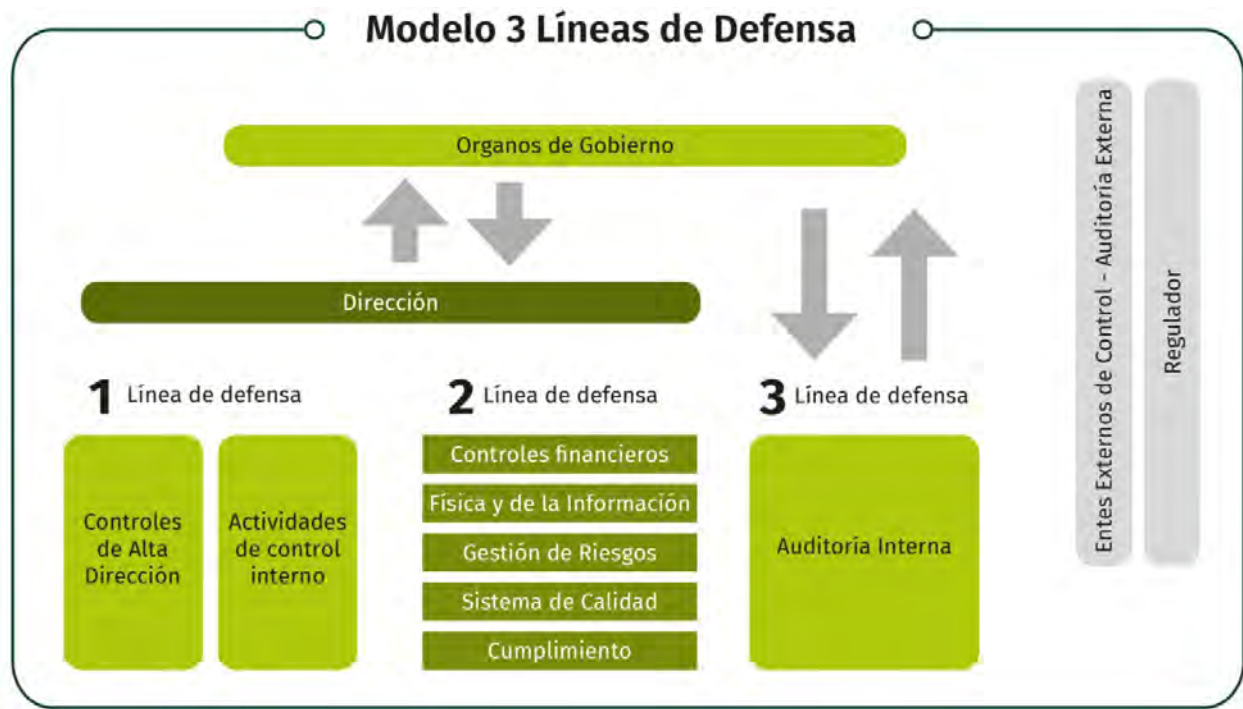 Modelo 3 Líneas de Defensa
Organos de Gobierno
Dirección
1 Línea de defensa
Controles
de Alta
Dirección
Actividades
de control
interno
2 Línea de defensa
Controles financieros
Física y de la Información
Gestión de Riesgos
Sistema de Calidad
Cumplimiento
3 Línea de defensa
Auditoría Interna
Entes Externos de Control - Auditoría Externa
Regulador